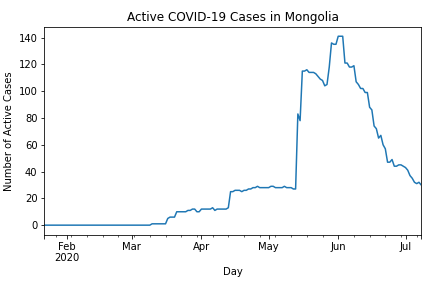 Active COVID-19 Cases in Mongolia
140
120
100
80
60
40
20
0
Number of Active Cases
Feb Mar Apr May Jun Jul
2020
Day